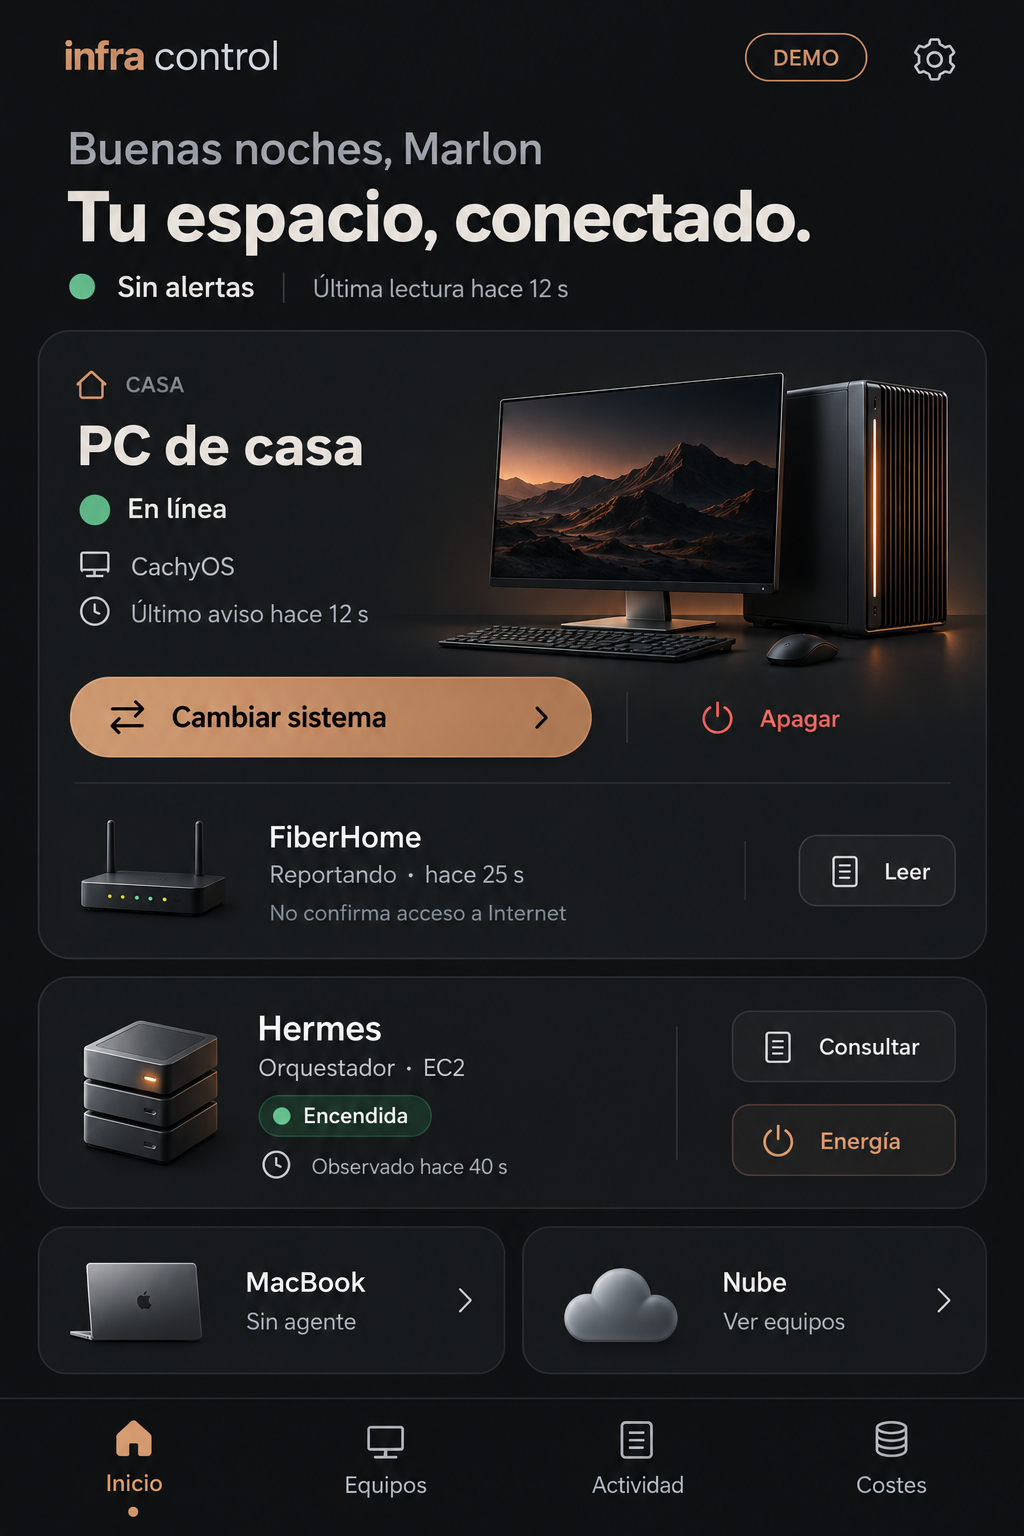 infra control
DEMO
Buenas noches, Marlon
Tu espacio, conectado.
Sin alertas
Última lectura hace 12 s
CASA
PC de casa
En línea
CachyOS
Último aviso hace 12 s
Cambiar sistema
Apagar
FiberHome
Reportando · hace 25 s
No confirma acceso a Internet
Leer
Hermes
Orquestador · EC2
Encendida
Observado hace 40 s
Consultar
Energía
MacBook
Sin agente
Nube
Ver equipos
Inicio
Equipos
Actividad
Costes